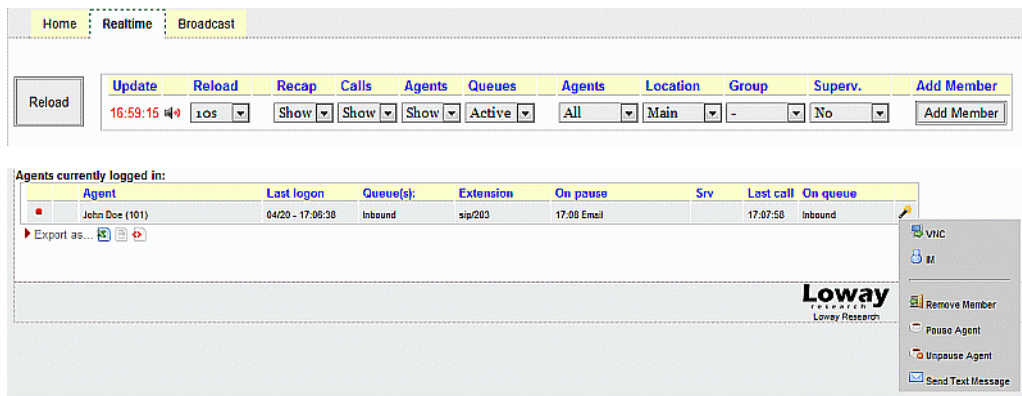 Home Realtime Broadcast
Update Reload Recap Calls Agents Queues Agents Location Group Superv. Add Member
Reload 16:59:15 10s Show Show Show Active All Main - No Add Member
Agents currently logged in:
Agent Last logon Queue(s): Extension On pause Srv Last call On queue
John Doe (101) 04/20 - 17:06:38 Inbound sip/203 17:08 Email 17:07:58 Inbound
Export as...
VNC
IM
Loway
research
Loway Research
Remove Member
Pause Agent
Unpause Agent
Send Text Message